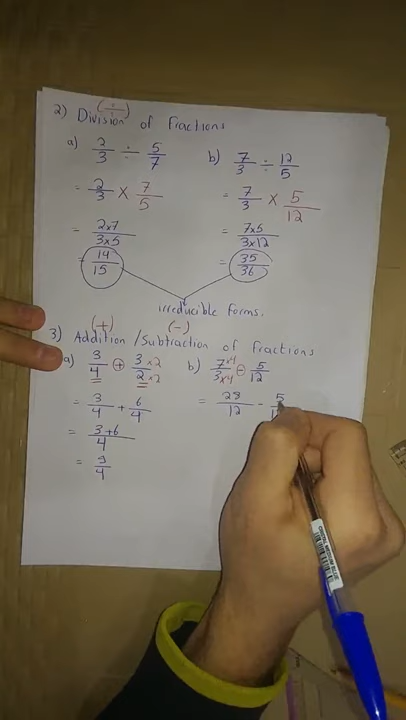 (÷)
2) Division of Fractions
a) 2/3 ÷ 5/7
b) 7/3 ÷ 12/5
= 2/3 × 7/5
= 7/3 × 5/12
= 2×7/3×5
= 7×5/3×12
= 14/15
= 35/36
irreducible forms.
(+) (-)
3) Addition/Subtraction of fractions
a) 3/4 + 3×2/2×2
b) 7×4/3×4 - 5/12
= 3/4 + 6/4
= 28/12 - 5/1
= 3+6/4
= 9/4